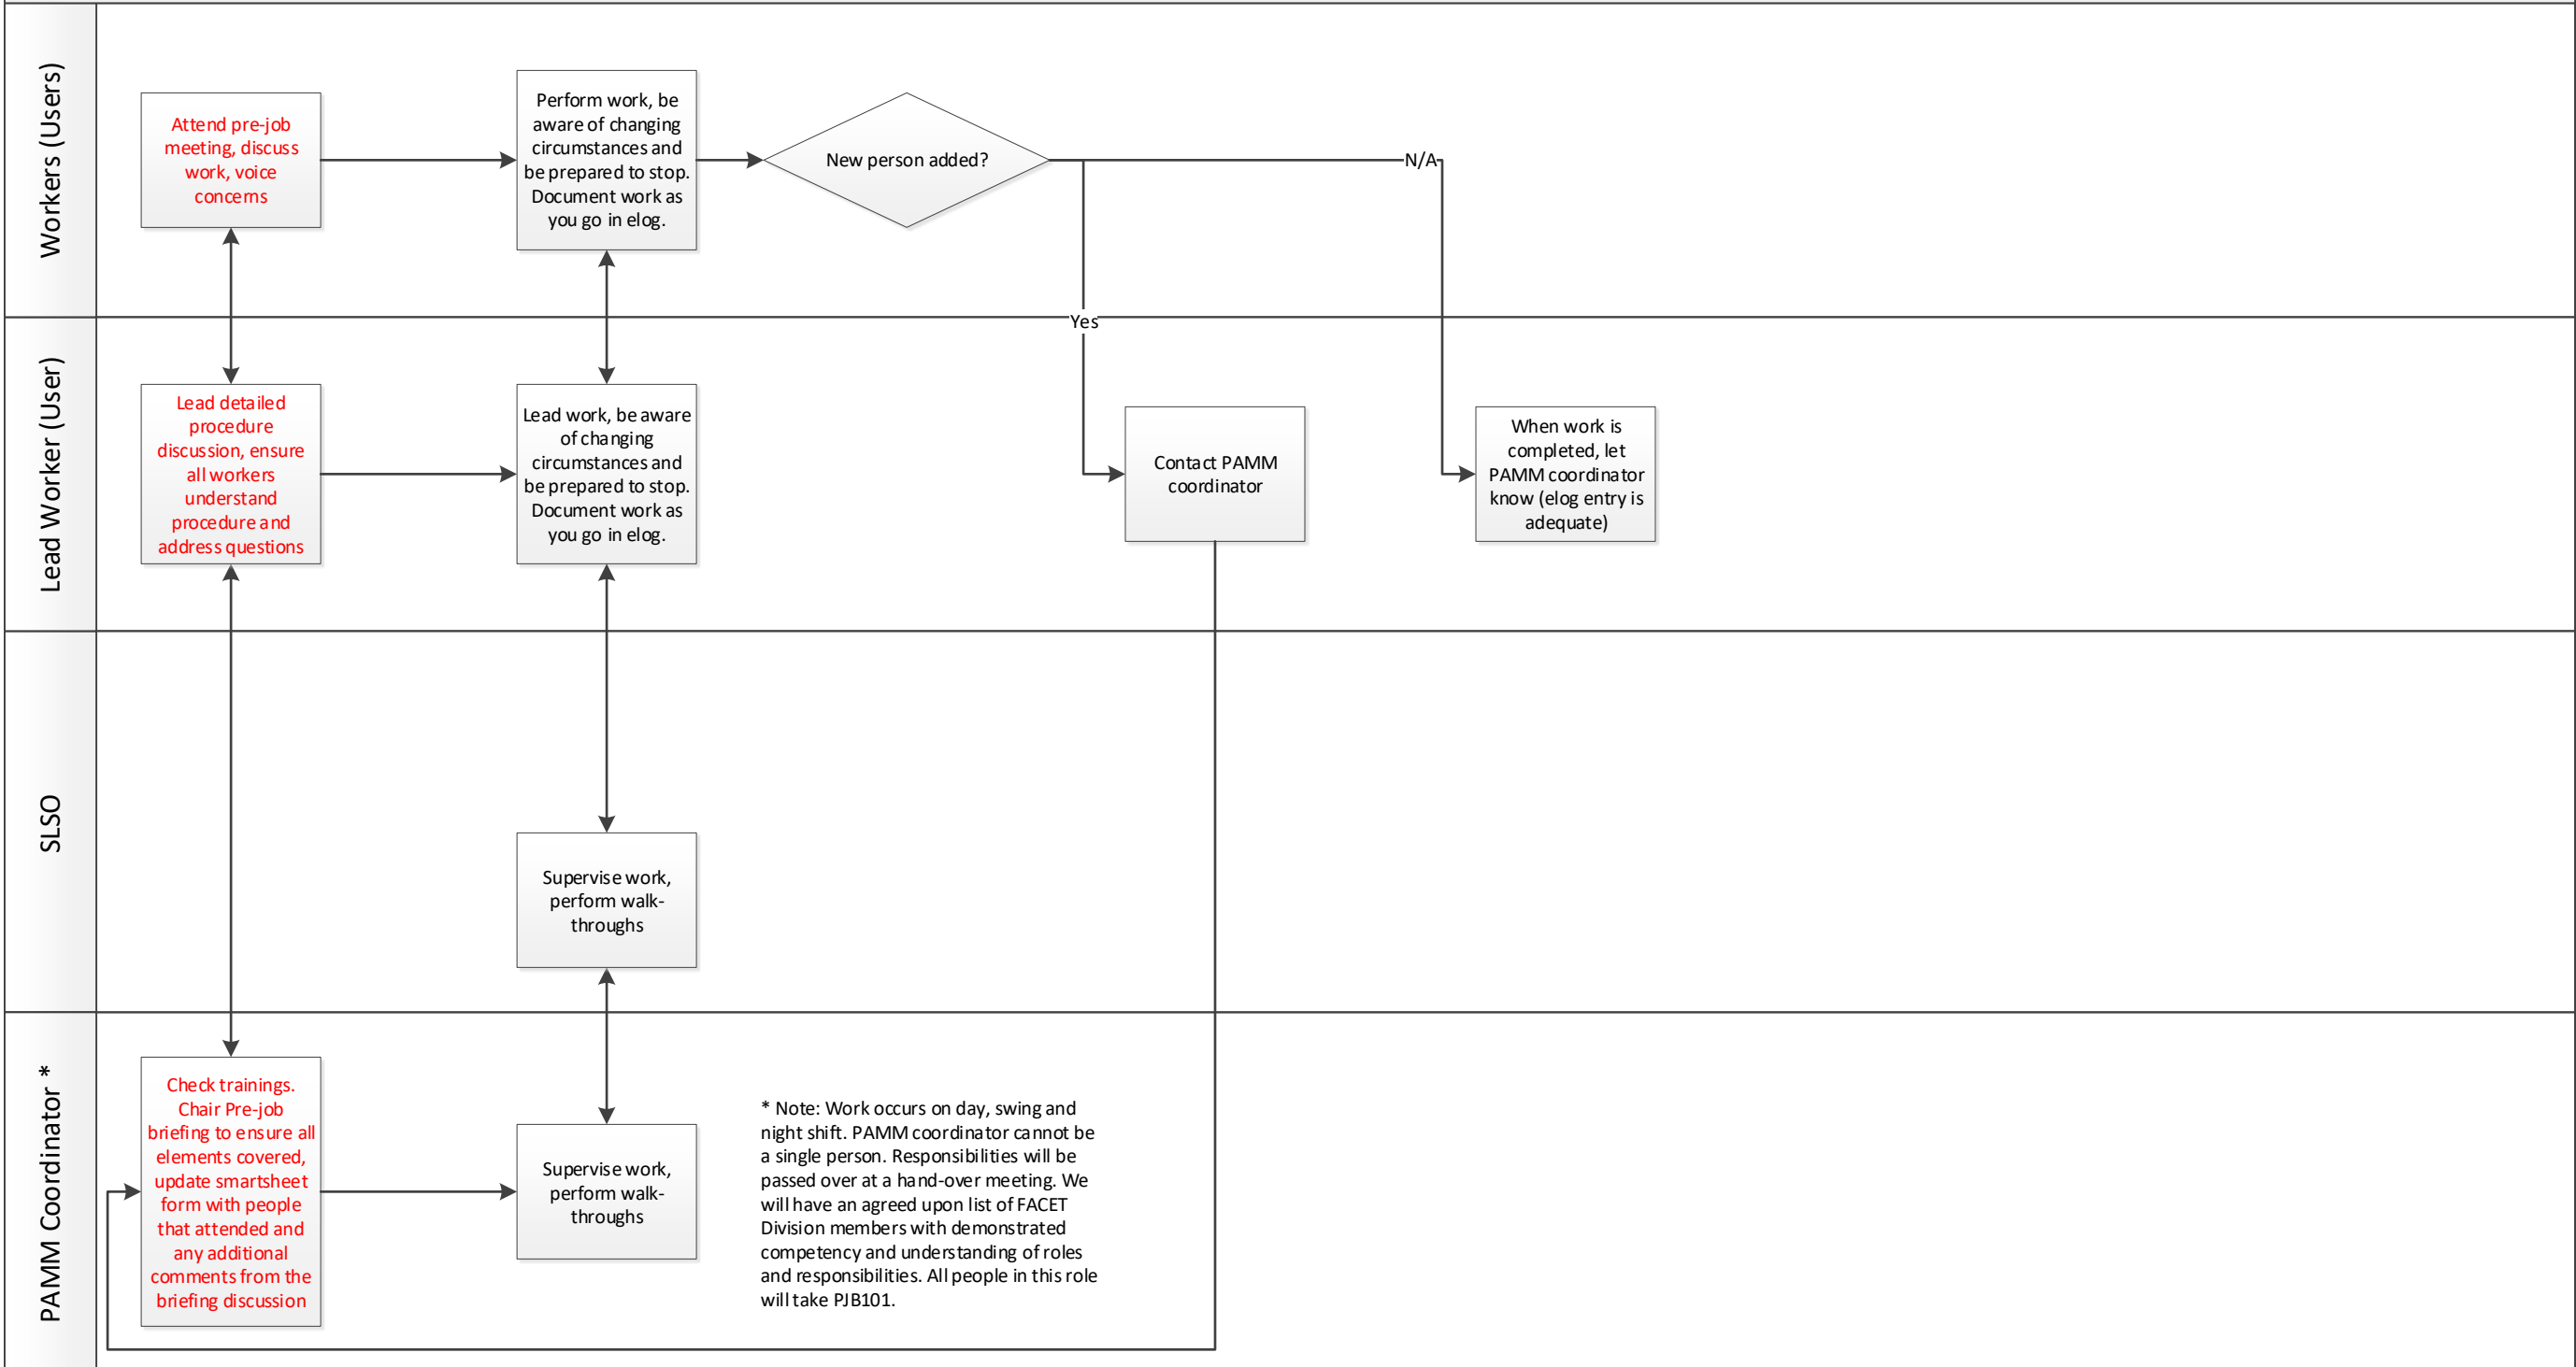 Workers (Users)
Attend pre-job
meeting, discuss
work, voice
concerns
Perform work, be
aware of changing
circumstances and
be prepared to stop.
Document work as
you go in elog.
New person added?
N/A
Yes
Lead Worker (User)
Lead detailed
procedure
discussion, ensure
all workers
understand
procedure and
address questions
Lead work, be aware
of changing
circumstances and
be prepared to stop.
Document work as
you go in elog.
Contact PAMM
coordinator
When work is
completed, let
PAMM coordinator
know (elog entry is
adequate)
SLSO
Supervise work,
perform walk-
throughs
PAMM Coordinator *
Check trainings.
Chair Pre-job
briefing to ensure all
elements covered,
update smartsheet
form with people
that attended and
any additional
comments from the
briefing discussion
Supervise work,
perform walk-
throughs
* Note: Work occurs on day, swing and
night shift. PAMM coordinator cannot be
a single person. Responsibilities will be
passed over at a hand-over meeting. We
will have an agreed upon list of FACET
Division members with demonstrated
competency and understanding of roles
and responsibilities. All people in this role
will take PJB101.